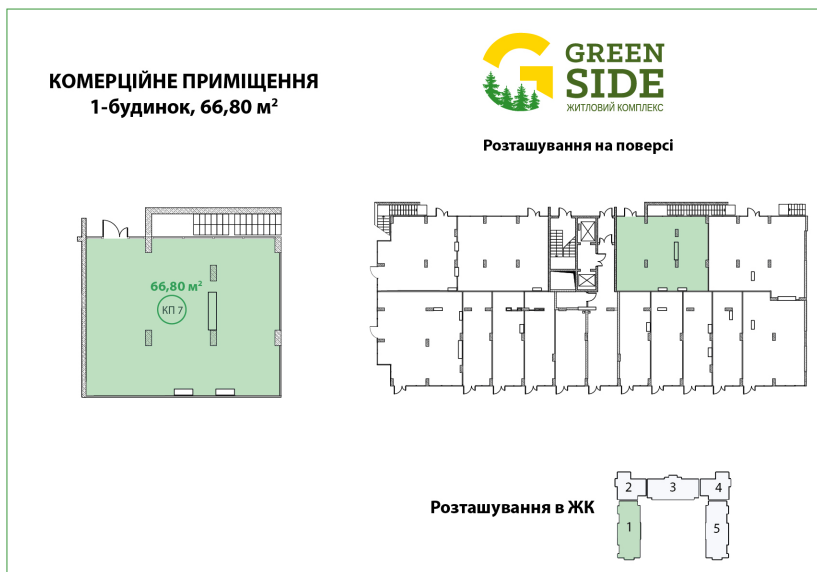 КОМЕРЦІЙНЕ ПРИМІЩЕННЯ
1-будинок, 66,80 м²
GREEN
SIDE
ЖИТЛОВИЙ КОМПЛЕКС
Розташування на поверсі
66,80 м²
КП 7
Розташування в ЖК
2
3
4
1
5